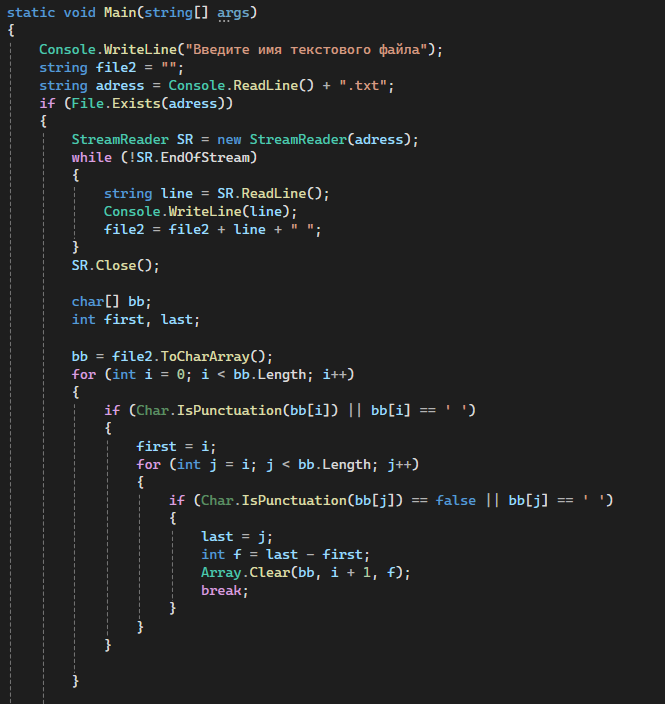 static void Main(string[] args)
{
Console.WriteLine("Введите имя текстового файла");
string file2 = "";
string adress = Console.ReadLine() + ".txt";
if (File.Exists(adress))
{
StreamReader SR = new StreamReader(adress);
while (!SR.EndOfStream)
{
string line = SR.ReadLine();
Console.WriteLine(line);
file2 = file2 + line + " ";
}
SR.Close();
char[] bb;
int first, last;
bb = file2.ToCharArray();
for (int i = 0; i < bb.Length; i++)
{
if (Char.IsPunctuation(bb[i]) || bb[i] == ' ')
{
first = i;
for (int j = i; j < bb.Length; j++)
{
if (Char.IsPunctuation(bb[j]) == false || bb[j] == ' ')
{
last = j;
int f = last - first;
Array.Clear(bb, i + 1, f);
break;
}
}
}
}